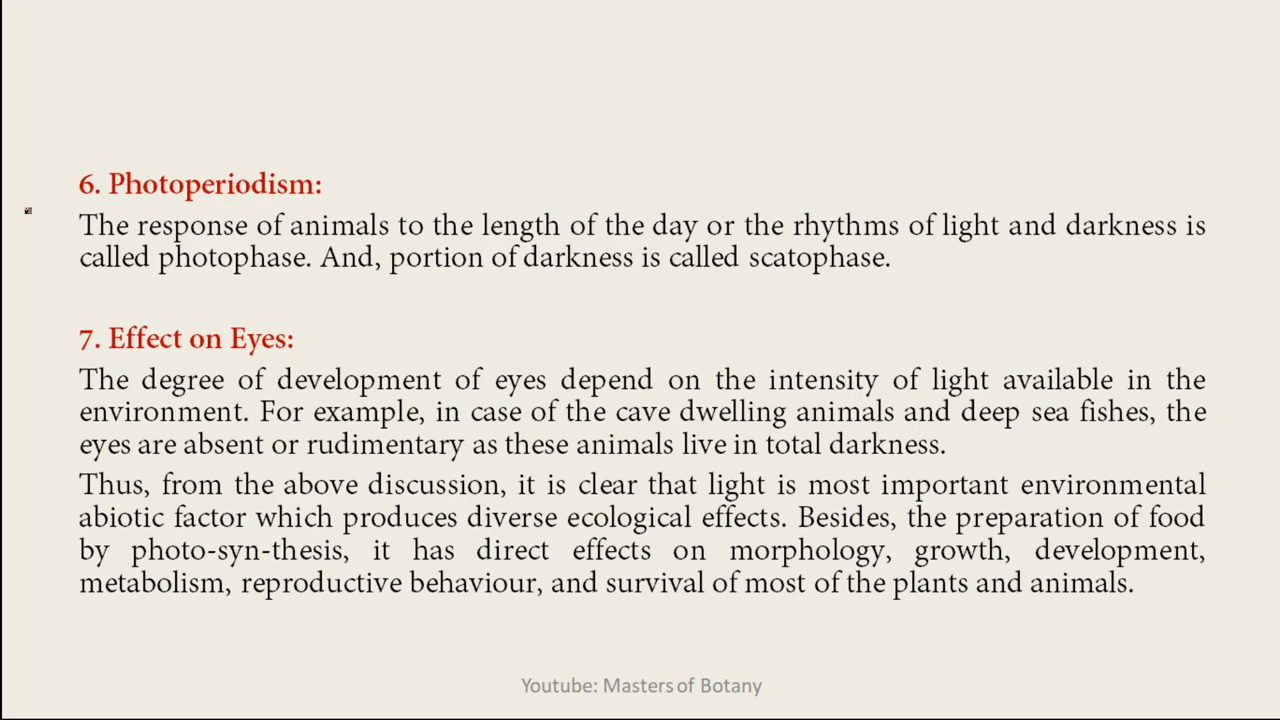 6. Photoperiodism:
The response of animals to the length of the day or the rhythms of light and darkness is
called photophase. And, portion of darkness is called scatophase.
7. Effect on Eyes:
The degree of development of eyes depend on the intensity of light available in the
environment. For example, in case of the cave dwelling animals and deep sea fishes, the
eyes are absent or rudimentary as these animals live in total darkness.
Thus, from the above discussion, it is clear that light is most important environmental
abiotic factor which produces diverse ecological effects. Besides, the preparation of food
by photo-syn-thesis, it has direct effects on morphology, growth, development,
metabolism, reproductive behaviour, and survival of most of the plants and animals.
Youtube: Masters of Botany